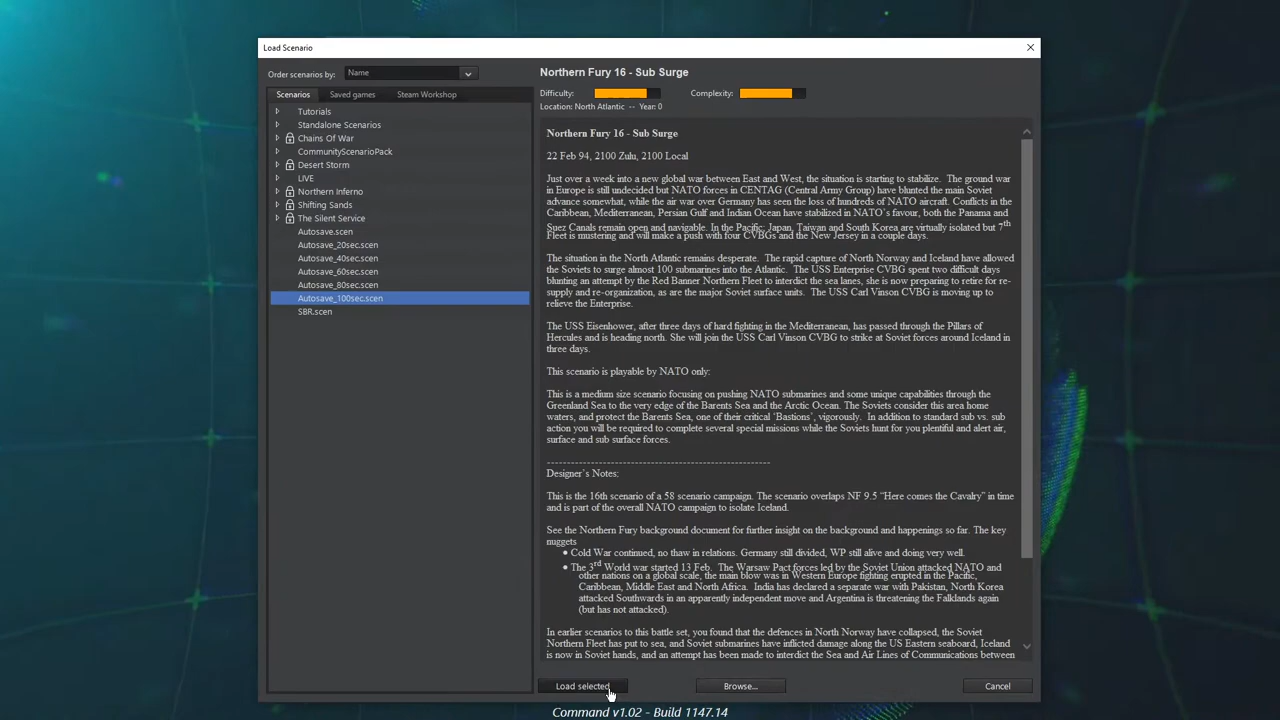 Load Scenario
Order scenarios by:
Name
Scenarios
Saved games
Steam Workshop
Tutorials
Standalone Scenarios
Chains Of War
CommunityScenarioPack
Desert Storm
LIVE
Northern Inferno
Shifting Sands
The Silent Service
Autosave.scen
Autosave_20sec.scen
Autosave_40sec.scen
Autosave_60sec.scen
Autosave_80sec.scen
Autosave_100sec.scen
SBR.scen
Northern Fury 16 - Sub Surge
Difficulty:
Complexity:
Location: North Atlantic -- Year: 0
Northern Fury 16 - Sub Surge
22 Feb 94, 2100 Zulu, 2100 Local
Just over a week into a new global war between East and West, the situation is starting to stabilize. The ground war
in Europe is still undecided but NATO forces in CENTAG (Central Army Group) have blunted the main Soviet
advance somewhat, while the air war over Germany has seen the loss of hundreds of NATO aircraft. Conflicts in the
Caribbean, Mediterranean, Persian Gulf and Indian Ocean have stabilized in NATO's favour, both the Panama and
Suez Canals remain open and navigable. In the Pacific; Japan, Taiwan and South Korea are virtually isolated but 7th
Fleet is mustering and will make a push with four CVBGs and the New Jersey in a couple days.
The situation in the North Atlantic remains desperate. The rapid capture of North Norway and Iceland have allowed
the Soviets to surge almost 100 submarines into the Atlantic. The USS Enterprise CVBG spent two difficult days
blunting an attempt by the Red Banner Northern Fleet to interdict the sea lanes, she is now preparing to retire for re-
supply and re-organization, as are the major Soviet surface units. The USS Carl Vinson CVBG is moving up to
relieve the Enterprise.
The USS Eisenhower, after three days of hard fighting in the Mediterranean, has passed through the Pillars of
Hercules and is heading north. She will join the USS Carl Vinson CVBG to strike at Soviet forces around Iceland in
three days.
This scenario is playable by NATO only:
This is a medium size scenario focusing on pushing NATO submarines and some unique capabilities through the
Greenland Sea to the very edge of the Barents Sea and the Arctic Ocean. The Soviets consider this area home
waters, and protect the Barents Sea, one of their critical 'Bastions', vigorously. In addition to standard sub vs. sub
action you will be required to complete several special missions while the Soviets hunt for you plentiful and alert air,
surface and sub surface forces.
------------------------------------------------------
Designer's Notes:
This is the 16th scenario of a 58 scenario campaign. The scenario overlaps NF 9.5 “Here comes the Cavalry” in time
and is part of the overall NATO campaign to isolate Iceland.
See the Northern Fury background document for further insight on the background and happenings so far. The key
nuggets
● Cold War continued, no thaw in relations. Germany still divided, WP still alive and doing very well.
● The 3rd World war started 13 Feb. The Warsaw Pact forces led by the Soviet Union attacked NATO and
other nations on a global scale, the main blow was in Western Europe fighting erupted in the Pacific,
Caribbean, Middle East and North Africa. India has declared a separate war with Pakistan, North Korea
attacked Southwards in an apparently independent move and Argentina is threatening the Falklands again
(but has not attacked).
In earlier scenarios to this battle set, you found that the defences in North Norway have collapsed, the Soviet
Northern Fleet has put to sea, and Soviet submarines have inflicted damage along the US Eastern seaboard, Iceland
is now in Soviet hands, and an attempt has been made to interdict the Sea and Air Lines of Communications between
Load selected
Browse...
Cancel
Command v1.02 - Build 1147.14